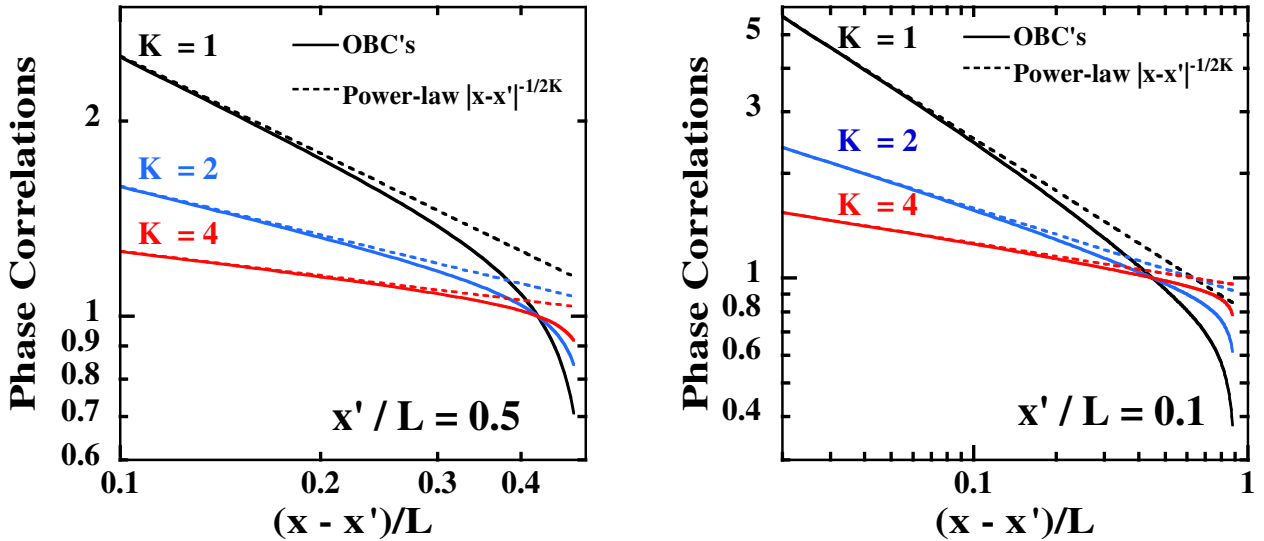 K = 1
OBC's
Power-law |x-x'|^{-1/2K}
K = 2
K = 4
x' / L = 0.5
Phase Correlations
2
1
0.9
0.8
0.7
0.6
0.1
0.2
0.3
0.4
(x - x')/L
K = 1
OBC's
Power-law |x-x'|^{-1/2K}
K = 2
K = 4
x' / L = 0.1
Phase Correlations
5
3
1
0.8
0.6
0.4
0.1
1
(x - x')/L